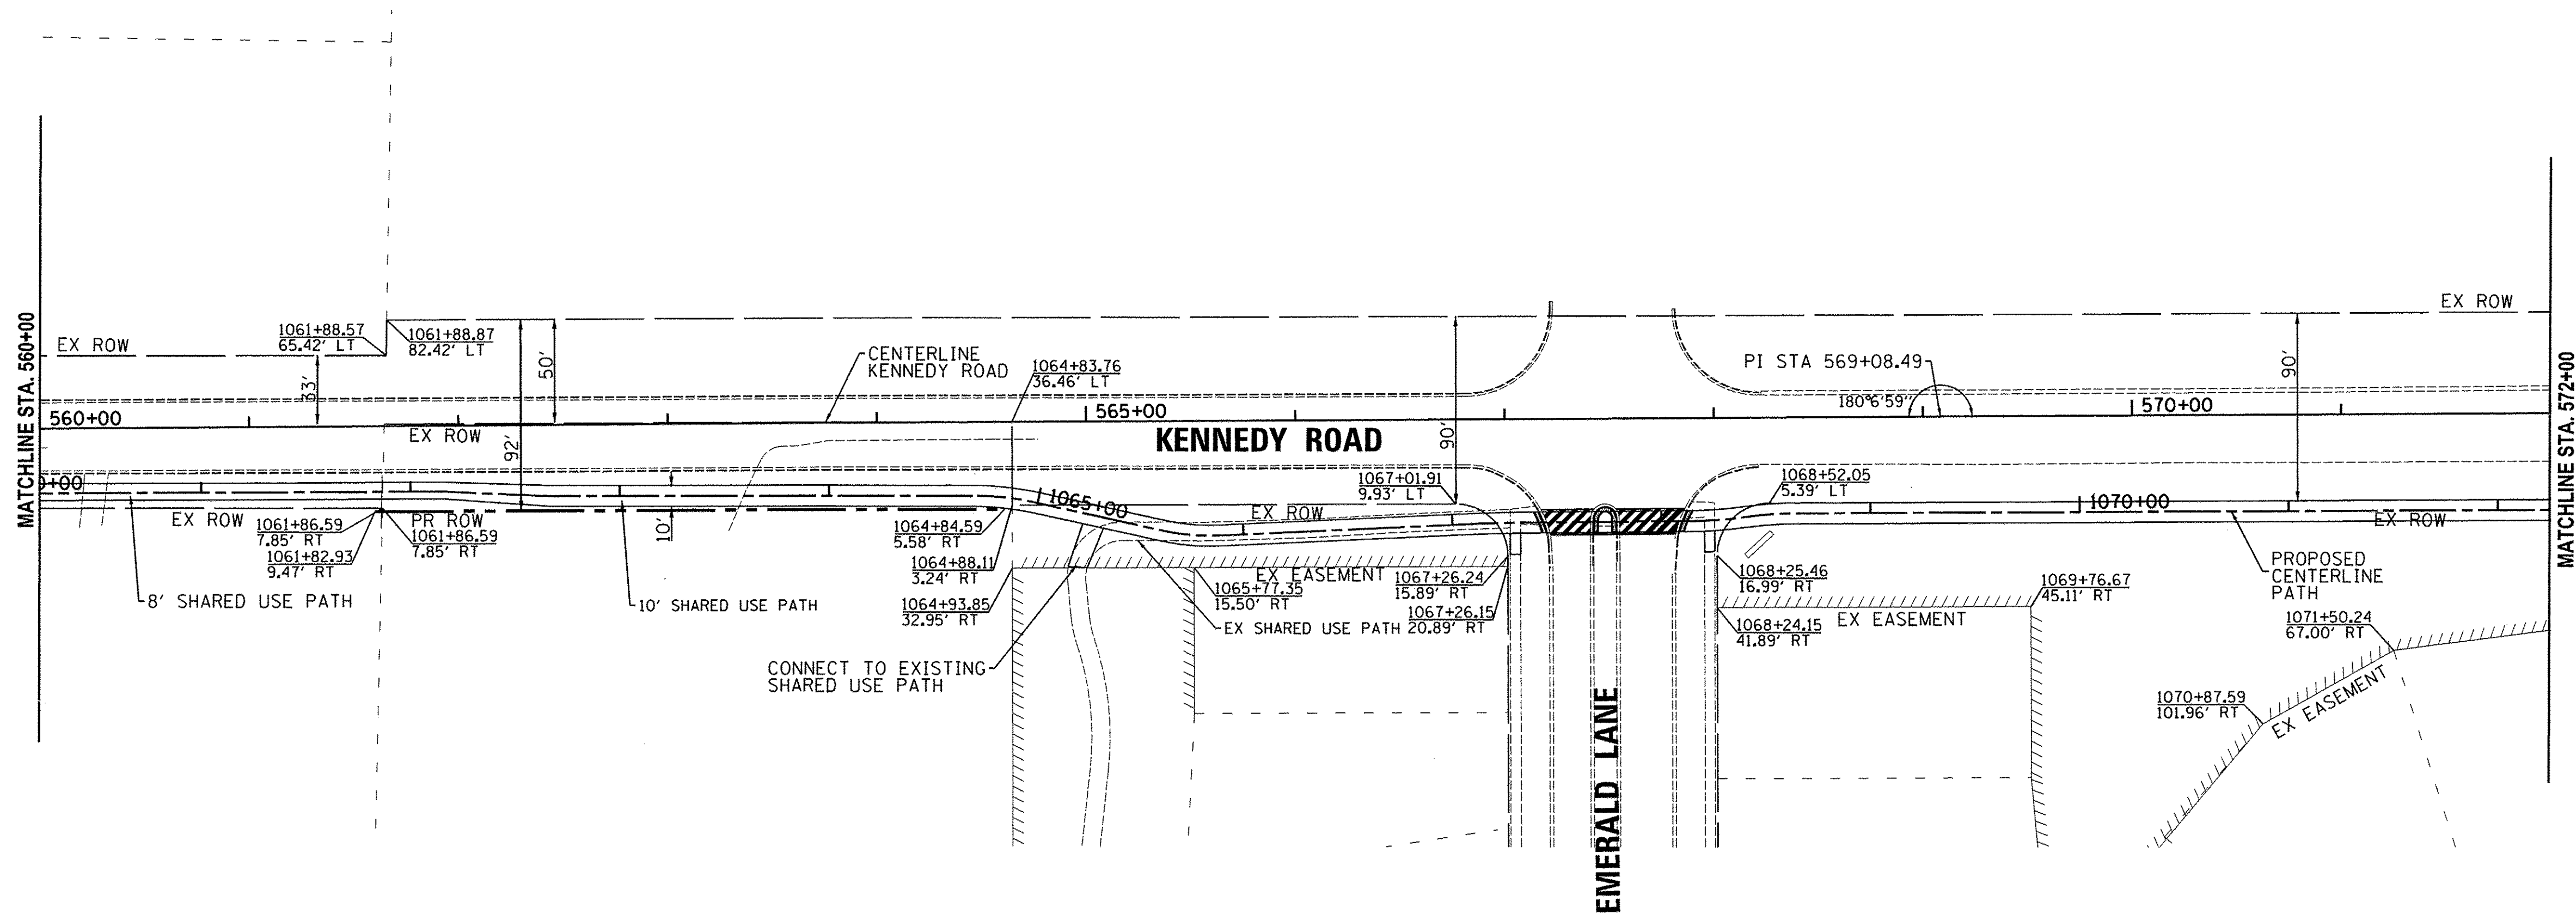 MATCHLINE STA. 560+00
EX ROW
1061+88.57
65.42' LT
1061+88.87
82.42' LT
33'
50'
92'
CENTERLINE
KENNEDY ROAD
1064+83.76
36.46' LT
PI STA 569+08.49
180°6'59"
90'
90'
EX ROW
MATCHLINE STA. 572+00
560+00
EX ROW
565+00
KENNEDY ROAD
570+00
0+00
EX ROW
PR ROW
1061+86.59
7.85' RT
1061+86.59
7.85' RT
1061+82.93
9.47' RT
8' SHARED USE PATH
10'
10' SHARED USE PATH
1064+84.59
5.58' RT
1064+88.11
3.24' RT
1064+93.85
32.95' RT
1065+00
CONNECT TO EXISTING
SHARED USE PATH
EX ROW
1067+01.91
9.93' LT
EX EASEMENT
1065+77.35
15.50' RT
EX SHARED USE PATH
1067+26.24
15.89' RT
1067+26.15
20.89' RT
EMERALD LANE
1068+52.05
5.39' LT
1068+25.46
16.99' RT
1068+24.15
41.89' RT
EX EASEMENT
1069+76.67
45.11' RT
1070+00
EX ROW
PROPOSED
CENTERLINE
PATH
1071+50.24
67.00' RT
1070+87.59
101.96' RT
EX EASEMENT